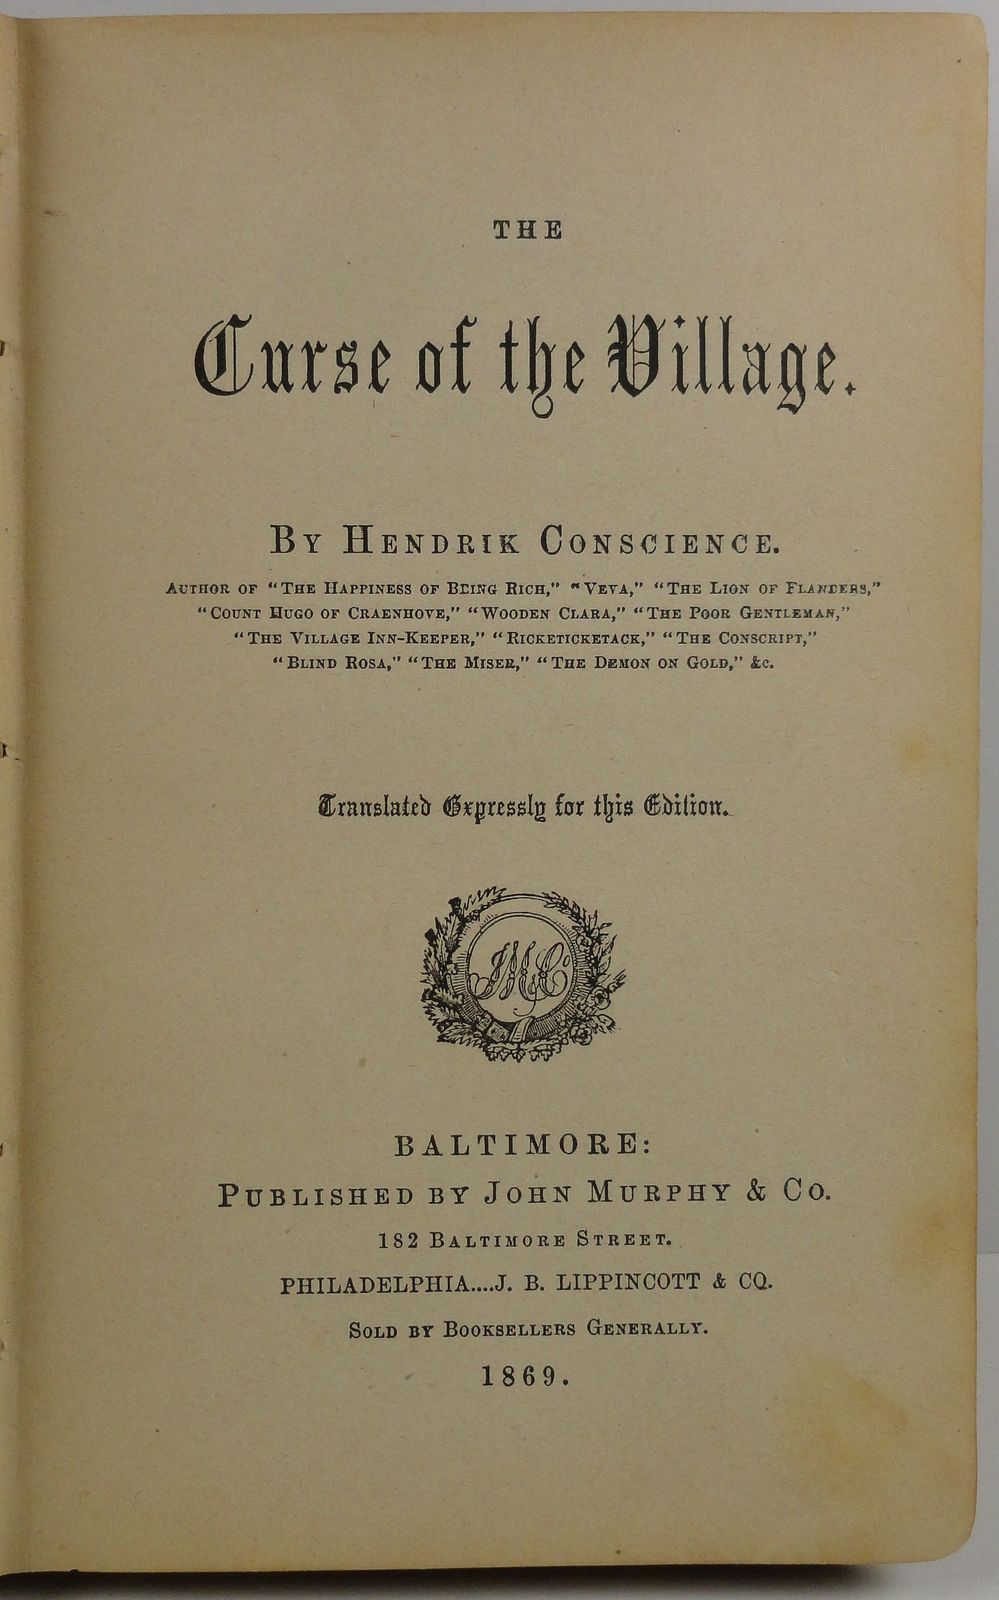 THE
Curse of the Village.
BY HENDRIK CONSCIENCE.
AUTHOR OF "THE HAPPINESS OF BEING RICH," "VEVA," "THE LION OF FLANDERS,"
"COUNT HUGO OF CRAENHOVE," "WOODEN CLARA," "THE POOR GENTLEMAN,"
"THE VILLAGE INN-KEEPER," "RICKETICKETACK," "THE CONSCRIPT,"
"BLIND ROSA," "THE MISER," "THE DEMON ON GOLD," &C.
Translated Expressly for this Edition.
JMC
BALTIMORE:
PUBLISHED BY JOHN MURPHY & CO.
182 BALTIMORE STREET.
PHILADELPHIA....J. B. LIPPINCOTT & CO.
SOLD BY BOOKSELLERS GENERALLY.
1869.